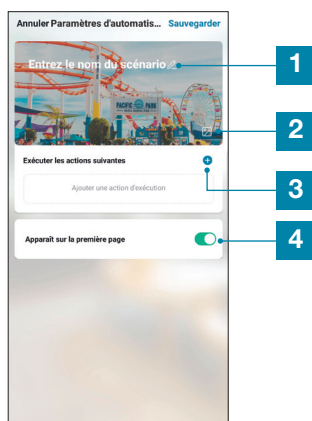 Annuler Paramètres d'automatis... Sauvegarder
Entrez le nom du scénario
1
PACIFIC PARK
2
Exécuter les actions suivantes
3
Ajouter une action d'exécution
Apparaît sur la première page
4